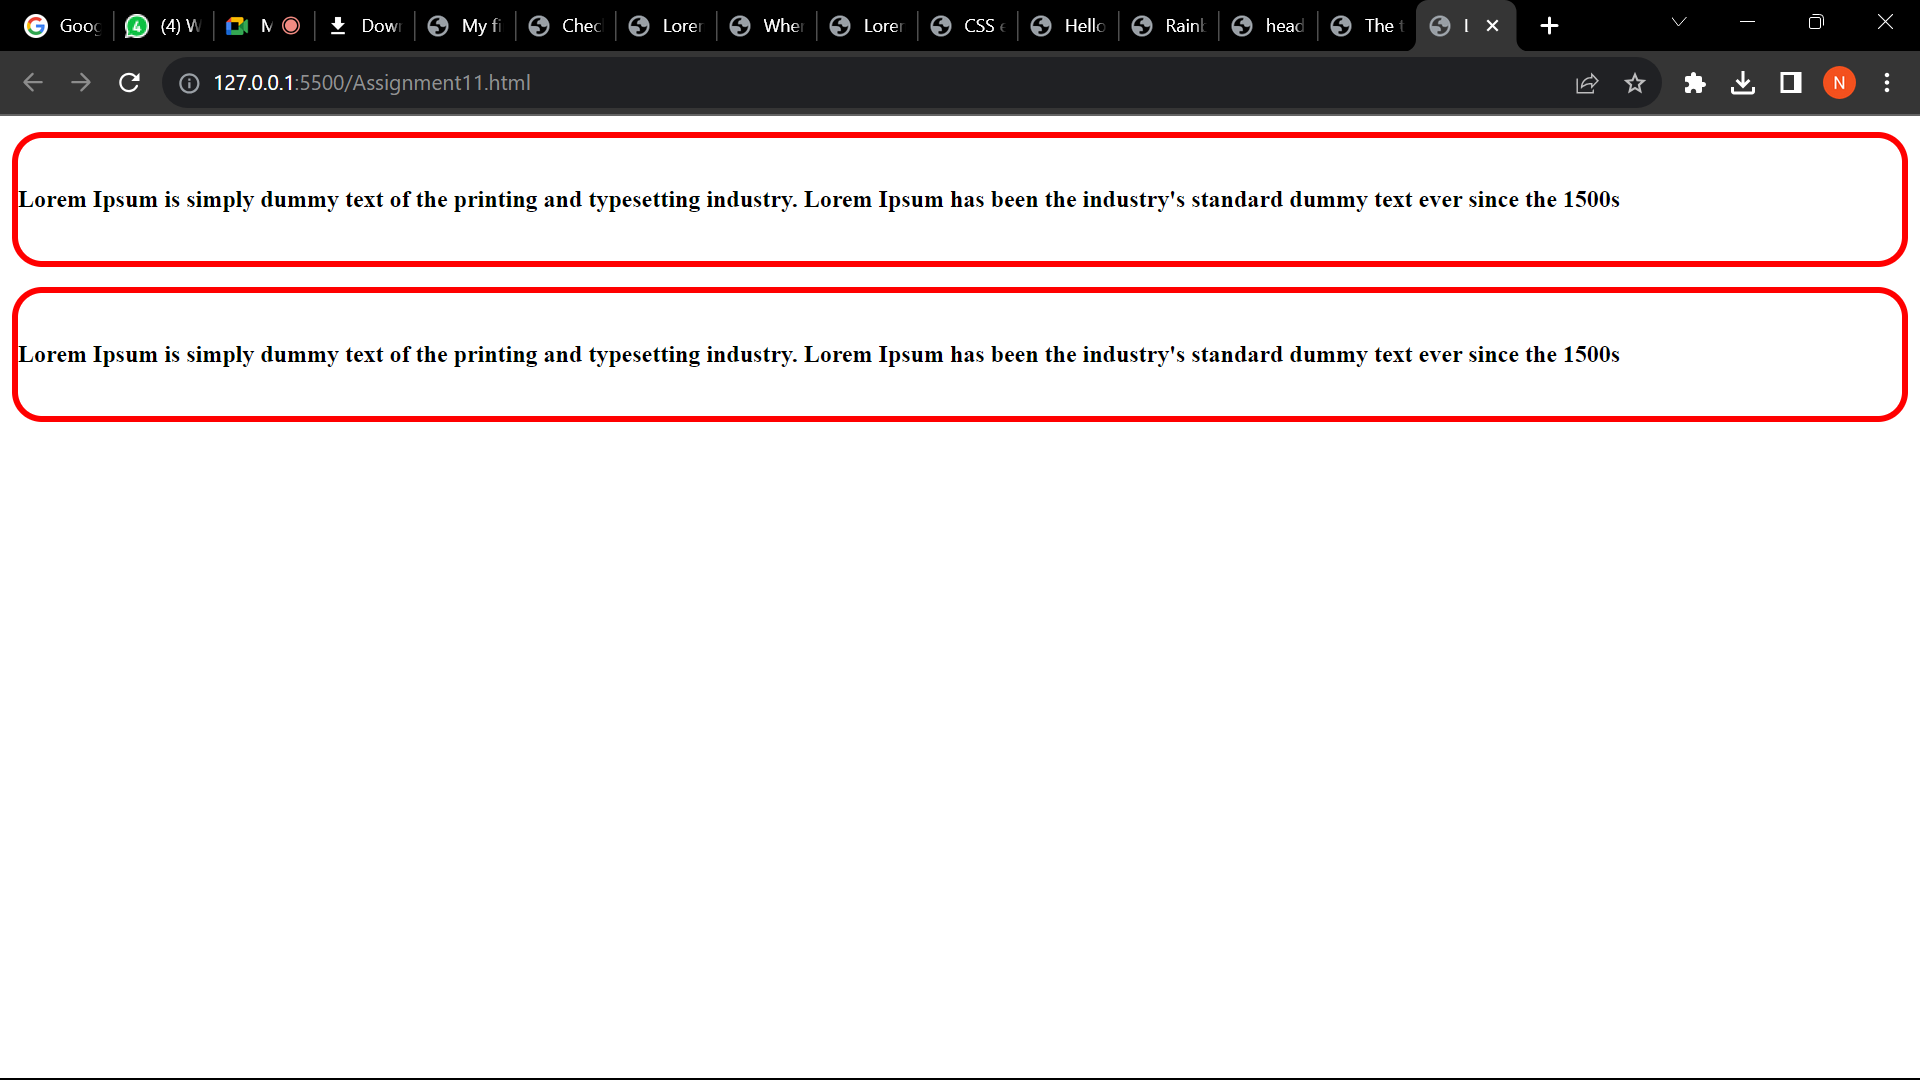 Goog (4) W M Dow My fi Chec Lorer Wher Lorer CSS e Hello Rainb head The t
127.0.0.1:5500/Assignment11.html N
Lorem Ipsum is simply dummy text of the printing and typesetting industry. Lorem Ipsum has been the industry's standard dummy text ever since the 1500s
Lorem Ipsum is simply dummy text of the printing and typesetting industry. Lorem Ipsum has been the industry's standard dummy text ever since the 1500s